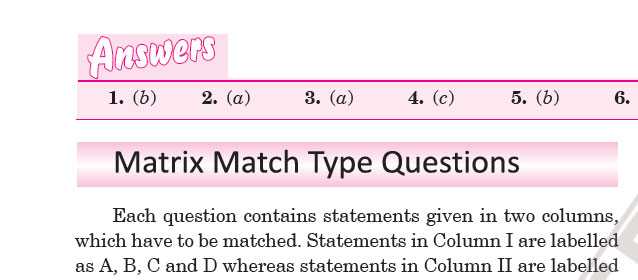 Answers
1. (b) 2. (a) 3. (a) 4. (c) 5. (b) 6.
Matrix Match Type Questions
Each question contains statements given in two columns,
which have to be matched. Statements in Column I are labelled
as A, B, C and D whereas statements in Column II are labelled